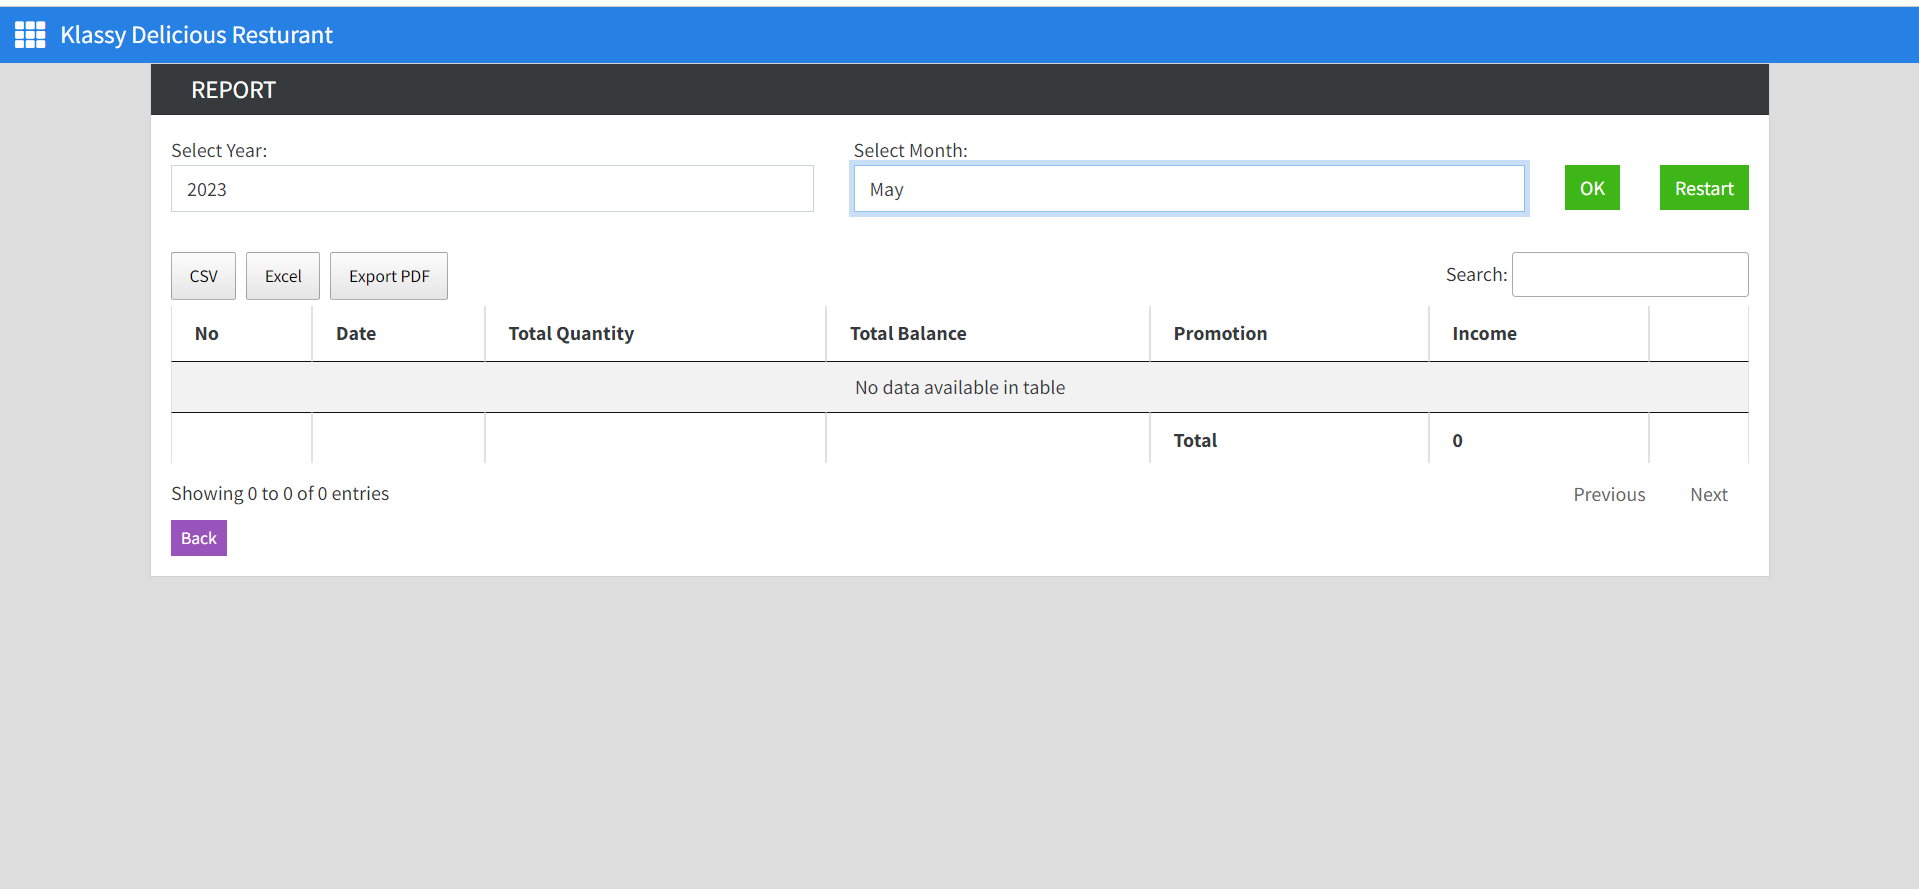 Klassy Delicious Resturant
REPORT
Select Year:
Select Month:
2023
May
OK
Restart
CSV
Excel
Export PDF
Search:
No
Date
Total Quantity
Total Balance
Promotion
Income
No data available in table
Total
0
Showing 0 to 0 of 0 entries
Previous
Next
Back